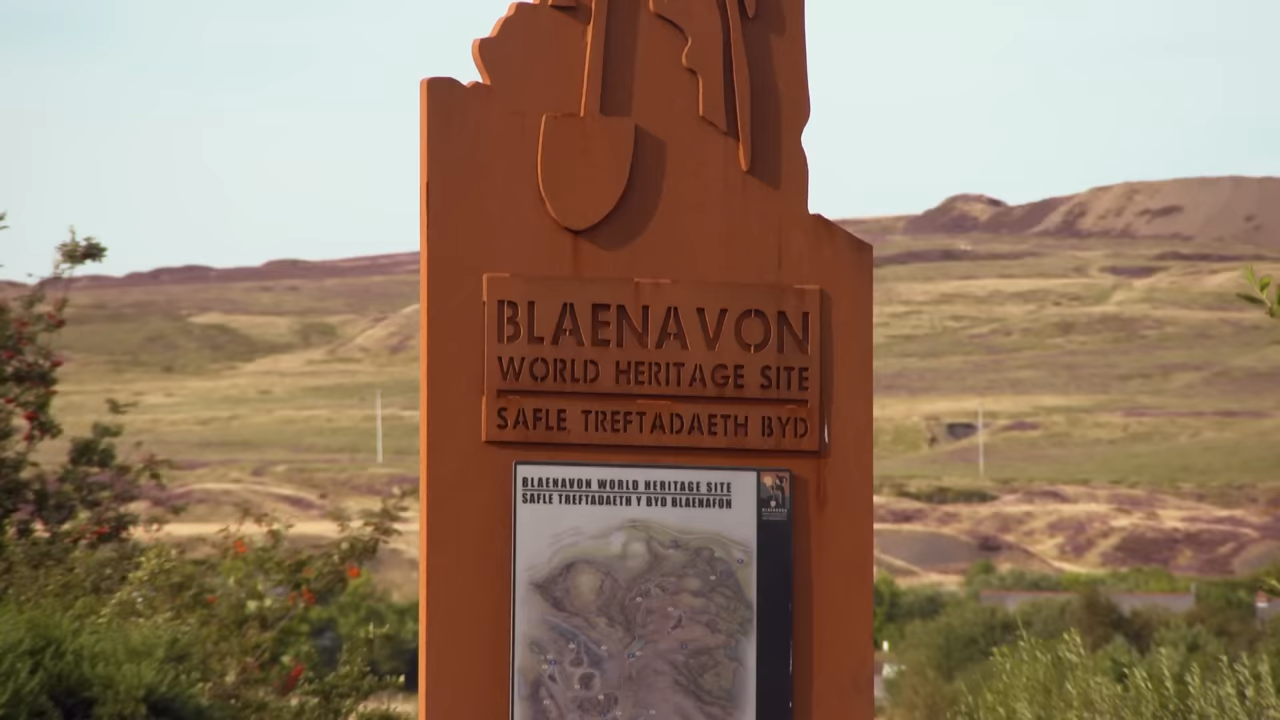 BLAENAVON
WORLD HERITAGE SITE
SAFLE TREFTADAETH BYD
BLAENAVON WORLD HERITAGE SITE
SAFLE TREFTADAETH Y BYD BLAENAFON